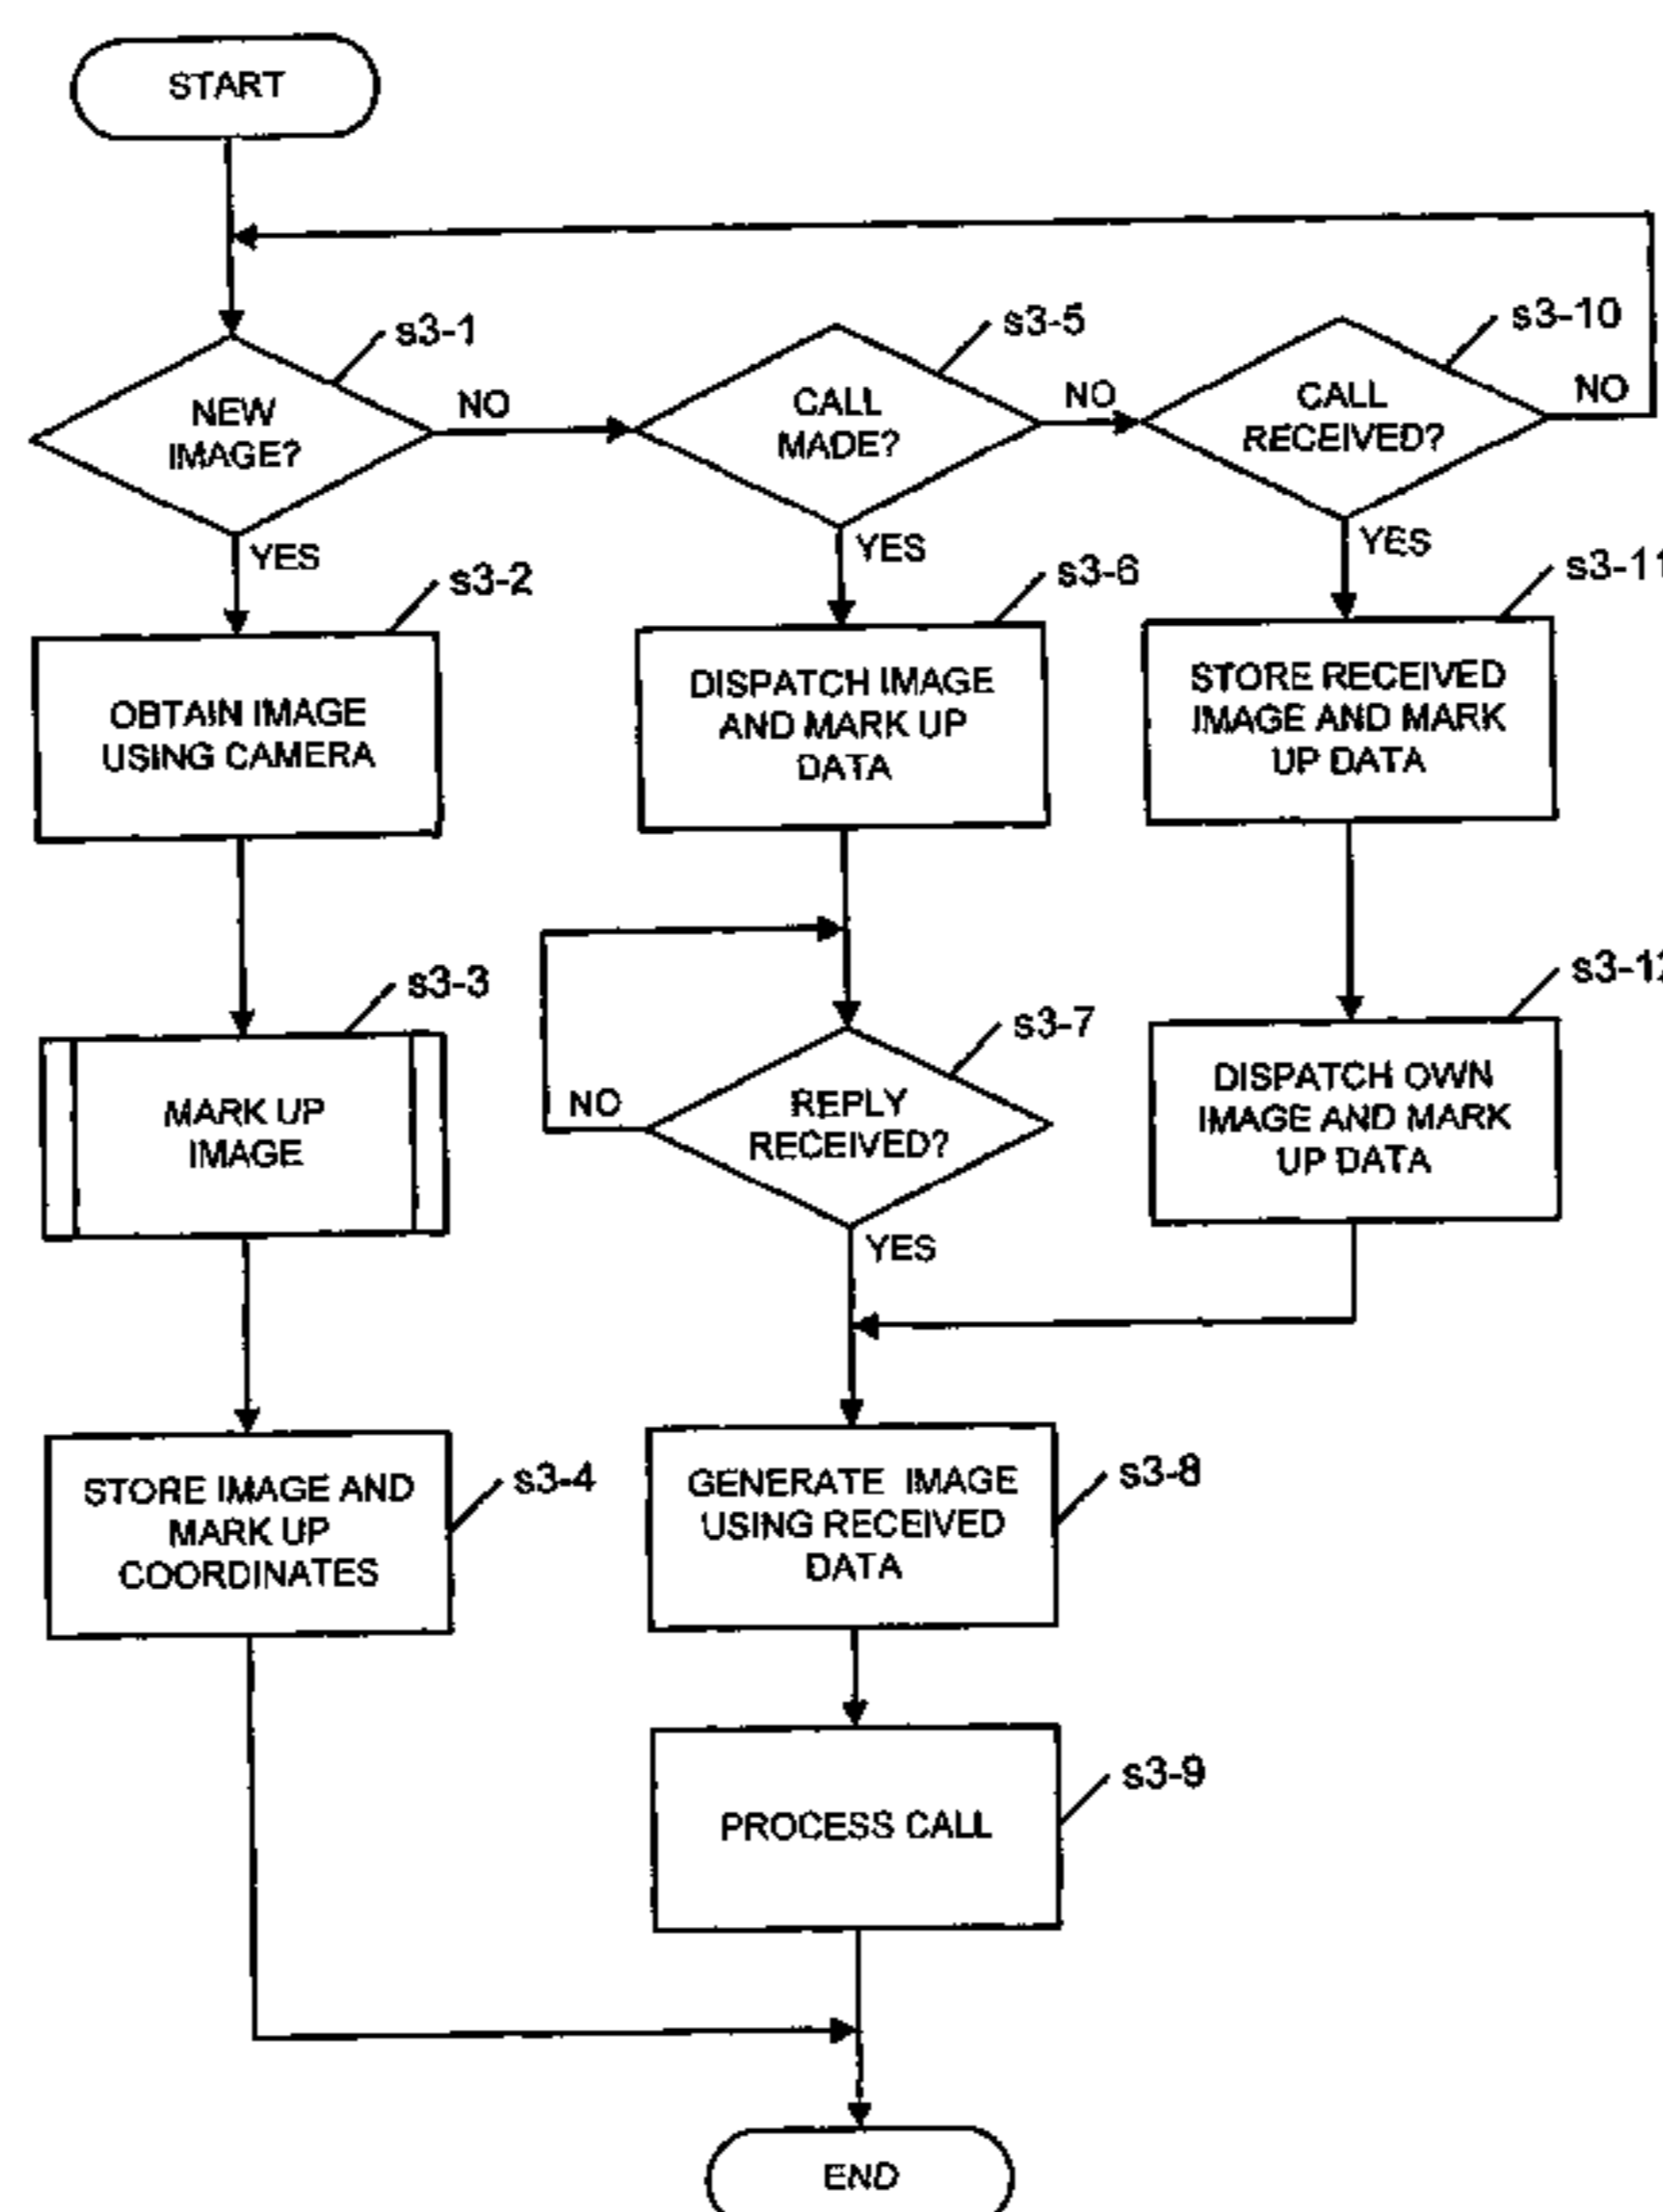 START
s3-1
s3-5
s3-10
NEW
IMAGE?
NO
CALL
MADE?
NO
CALL
RECEIVED?
NO
YES
YES
YES
s3-2
s3-6
s3-11
OBTAIN IMAGE
USING CAMERA
DISPATCH IMAGE
AND MARK UP
DATA
STORE RECEIVED
IMAGE AND MARK
UP DATA
s3-3
s3-7
s3-12
MARK UP
IMAGE
NO
REPLY
RECEIVED?
DISPATCH OWN
IMAGE AND MARK
UP DATA
YES
STORE IMAGE AND
MARK UP
COORDINATES
s3-4
GENERATE IMAGE
USING RECEIVED
DATA
s3-8
PROCESS CALL
s3-9
END